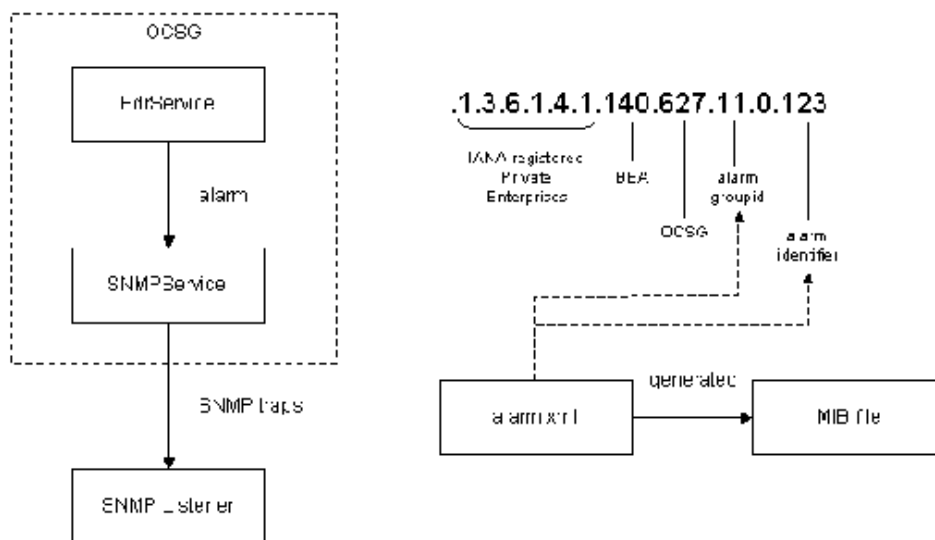 OCSG
EdrService
alarm
SNMPService
SNMP traps
SNMP Listener
.1.3.6.1.4.1.140.627.11.0.123
IANA registered
Private
Enterprises
BEA
alarm
groupid
OCSG
alarm
identifier
generated
alarm.xml
MIB file